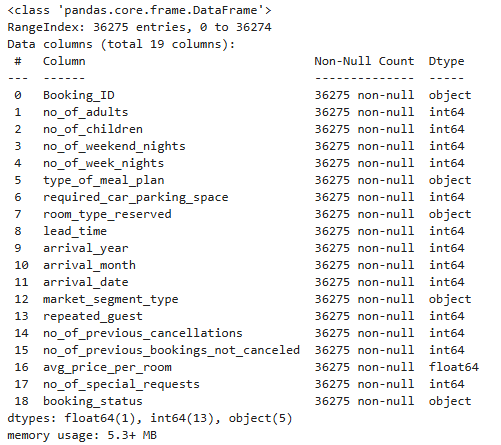 <class 'pandas.core.frame.DataFrame'>
RangeIndex: 36275 entries, 0 to 36274
Data columns (total 19 columns):
 #   Column                                Non-Null Count  Dtype
---  ------                                --------------  -----
 0   Booking_ID                            36275 non-null  object
 1   no_of_adults                          36275 non-null  int64
 2   no_of_children                        36275 non-null  int64
 3   no_of_weekend_nights                  36275 non-null  int64
 4   no_of_week_nights                     36275 non-null  int64
 5   type_of_meal_plan                     36275 non-null  object
 6   required_car_parking_space            36275 non-null  int64
 7   room_type_reserved                    36275 non-null  object
 8   lead_time                             36275 non-null  int64
 9   arrival_year                          36275 non-null  int64
 10  arrival_month                         36275 non-null  int64
 11  arrival_date                          36275 non-null  int64
 12  market_segment_type                   36275 non-null  object
 13  repeated_guest                        36275 non-null  int64
 14  no_of_previous_cancellations          36275 non-null  int64
 15  no_of_previous_bookings_not_canceled  36275 non-null  int64
 16  avg_price_per_room                    36275 non-null  float64
 17  no_of_special_requests                36275 non-null  int64
 18  booking_status                        36275 non-null  object
dtypes: float64(1), int64(13), object(5)
memory usage: 5.3+ MB